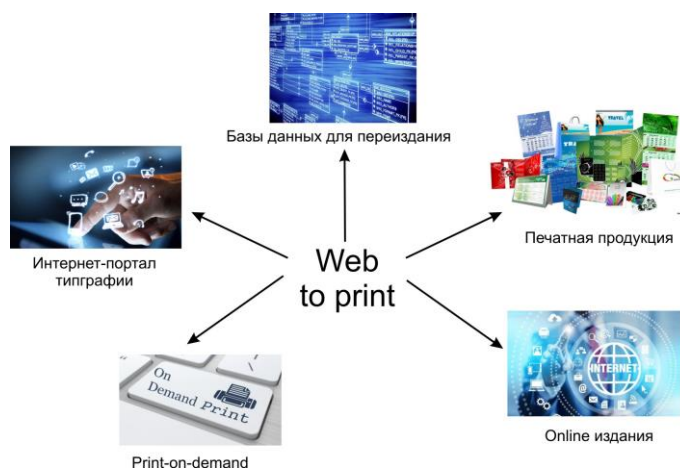 Базы данных для переиздания
TRAVEL
Интернет-портал
типграфии
Печатная продукция
Web
to print
On
Demand Print
INTERNET
Print-on-demand
Online издания